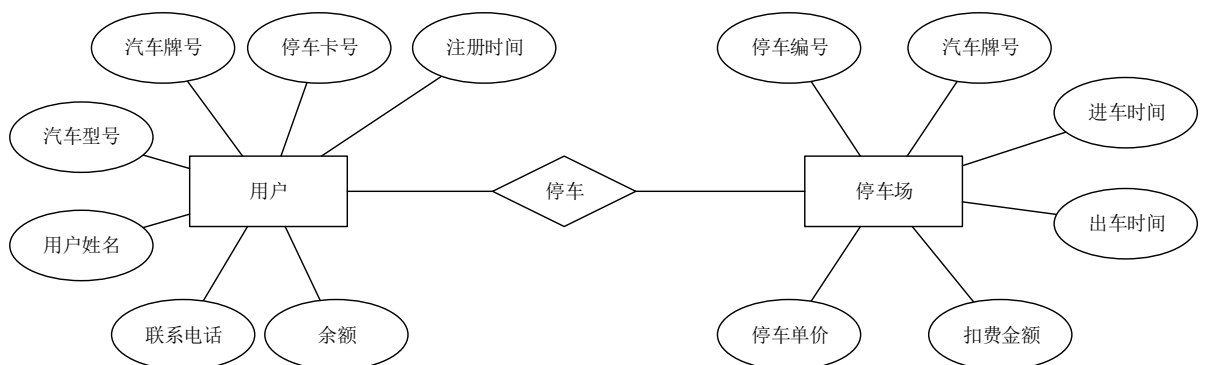 汽车牌号
停车卡号
注册时间
停车编号
汽车牌号
汽车型号
进车时间
用户
停车
停车场
用户姓名
出车时间
联系电话
余额
停车单价
扣费金额